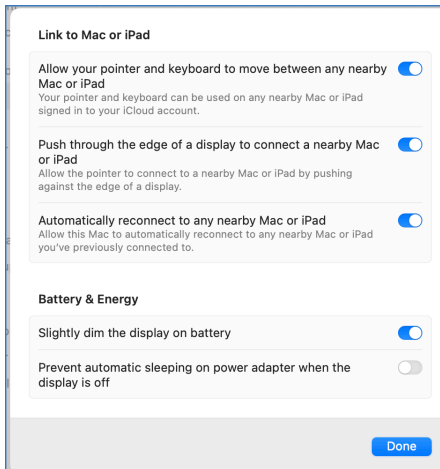 Link to Mac or iPad
Allow your pointer and keyboard to move between any nearby
Mac or iPad
Your pointer and keyboard can be used on any nearby Mac or iPad
signed in to your iCloud account.
Push through the edge of a display to connect a nearby Mac
or iPad
Allow the pointer to connect to a nearby Mac or iPad by pushing
against the edge of a display.
Automatically reconnect to any nearby Mac or iPad
Allow this Mac to automatically reconnect to any nearby Mac or iPad
you've previously connected to.
Battery & Energy
Slightly dim the display on battery
Prevent automatic sleeping on power adapter when the
display is off
Done